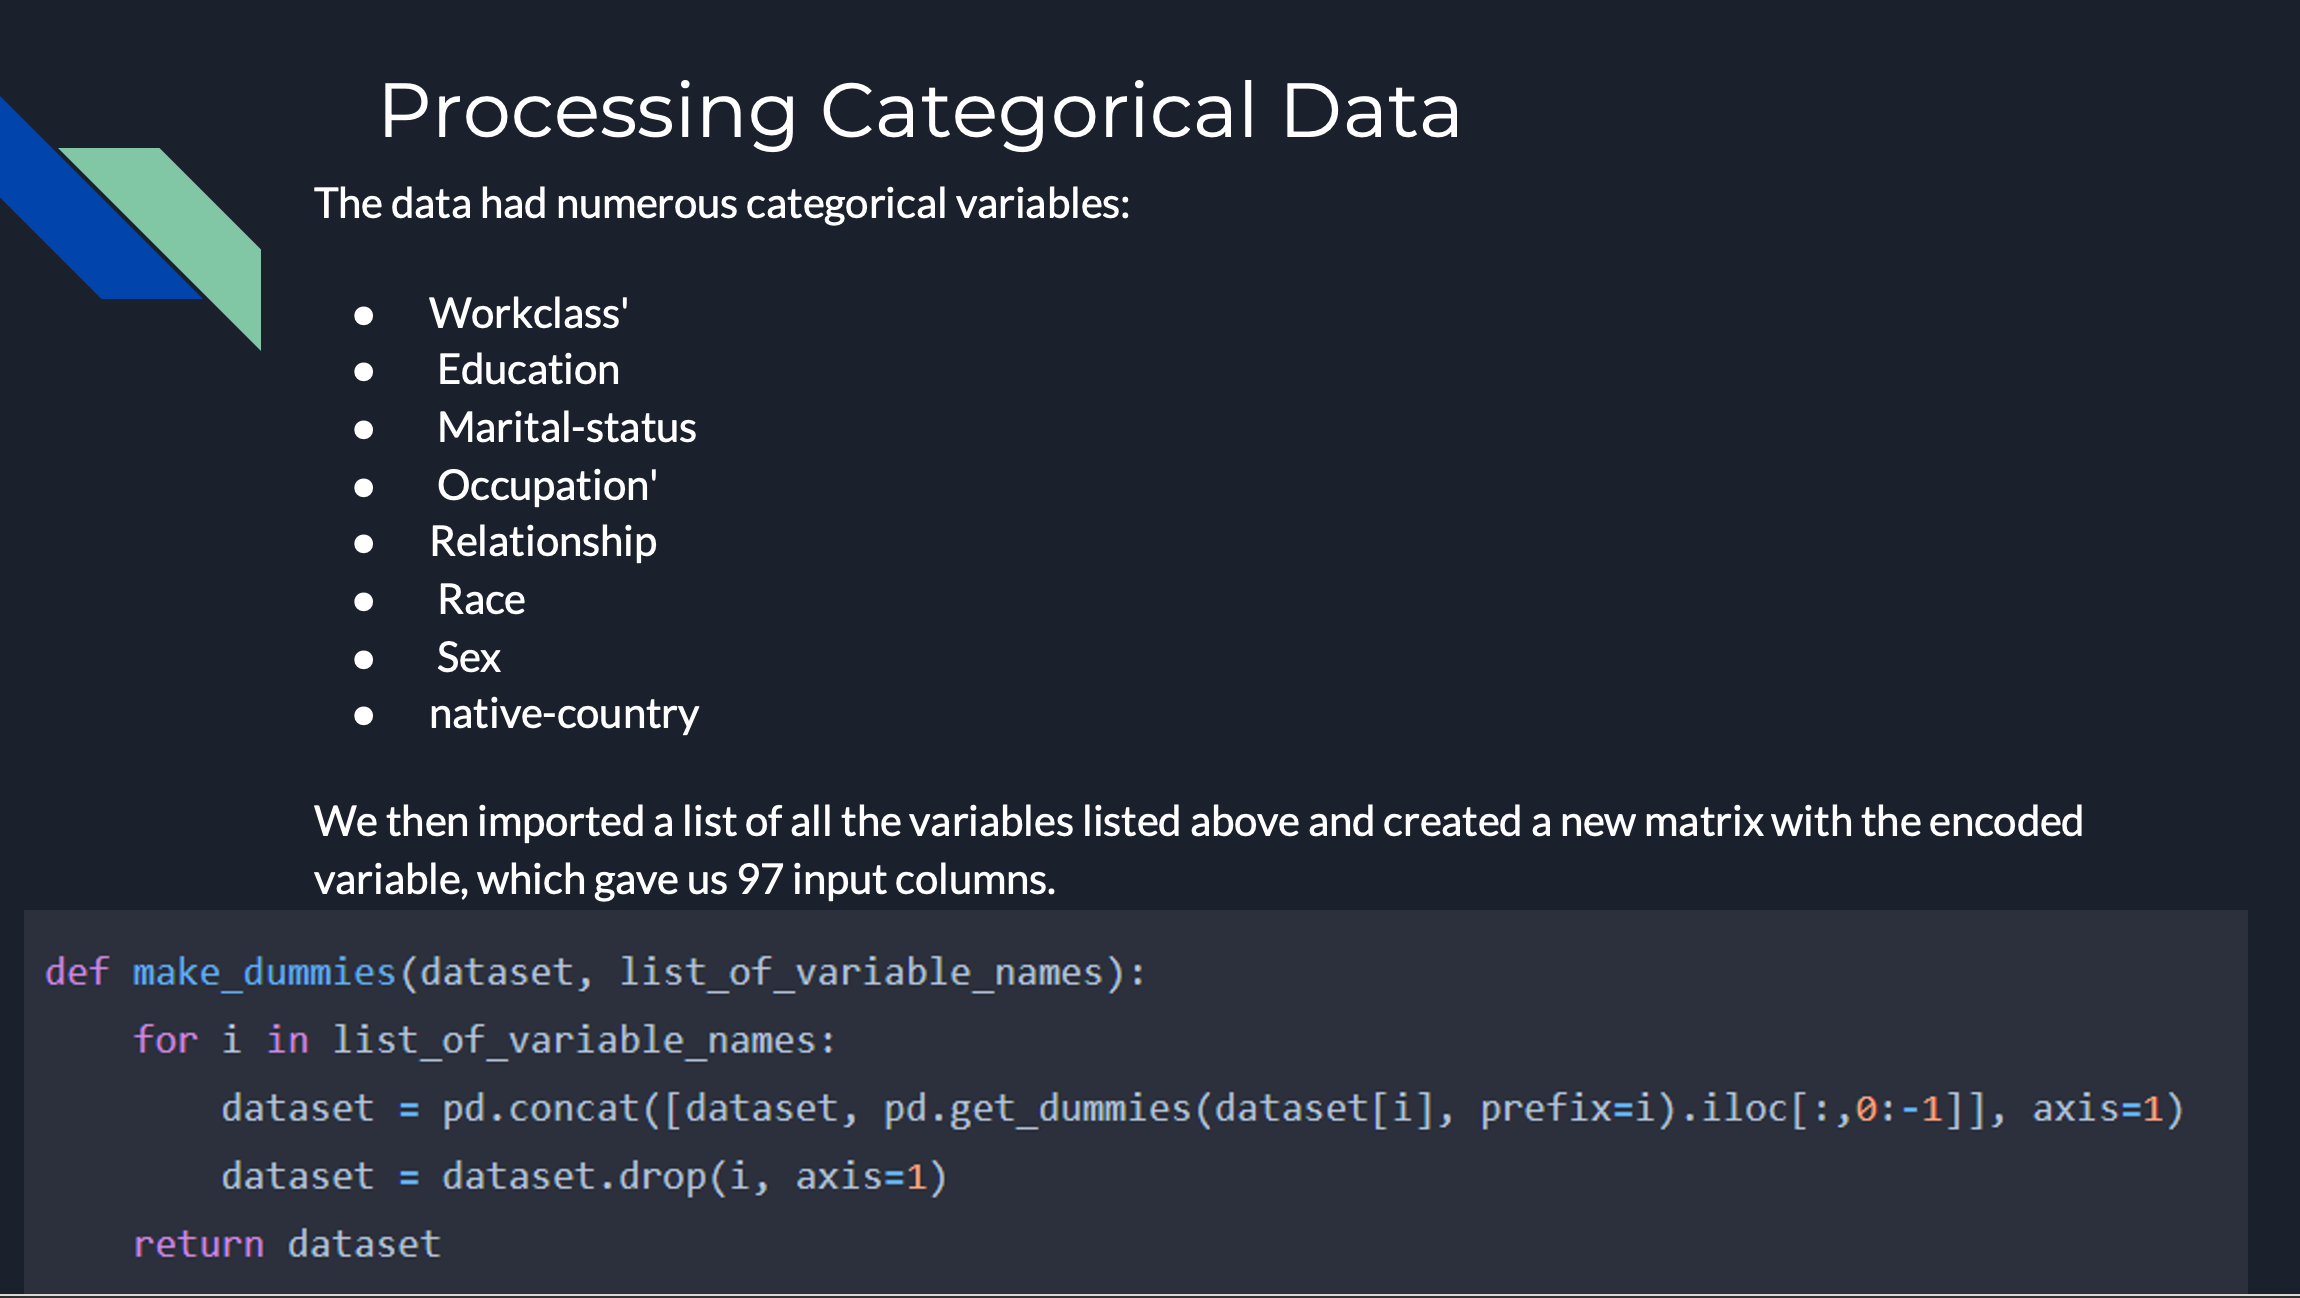 Processing Categorical Data
The data had numerous categorical variables:
● Workclass'
● Education
● Marital-status
● Occupation'
● Relationship
● Race
● Sex
● native-country
We then imported a list of all the variables listed above and created a new matrix with the encoded
variable, which gave us 97 input columns.
def make_dummies(dataset, list_of_variable_names):
    for i in list_of_variable_names:
        dataset = pd.concat([dataset, pd.get_dummies(dataset[i], prefix=i).iloc[:,0:-1]], axis=1)
        dataset = dataset.drop(i, axis=1)
    return dataset